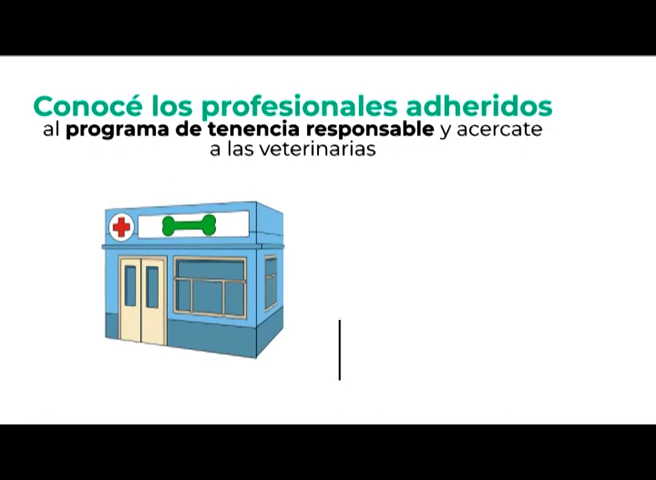 Conocé los profesionales adheridos
al programa de tenencia responsable y acercate
a las veterinarias